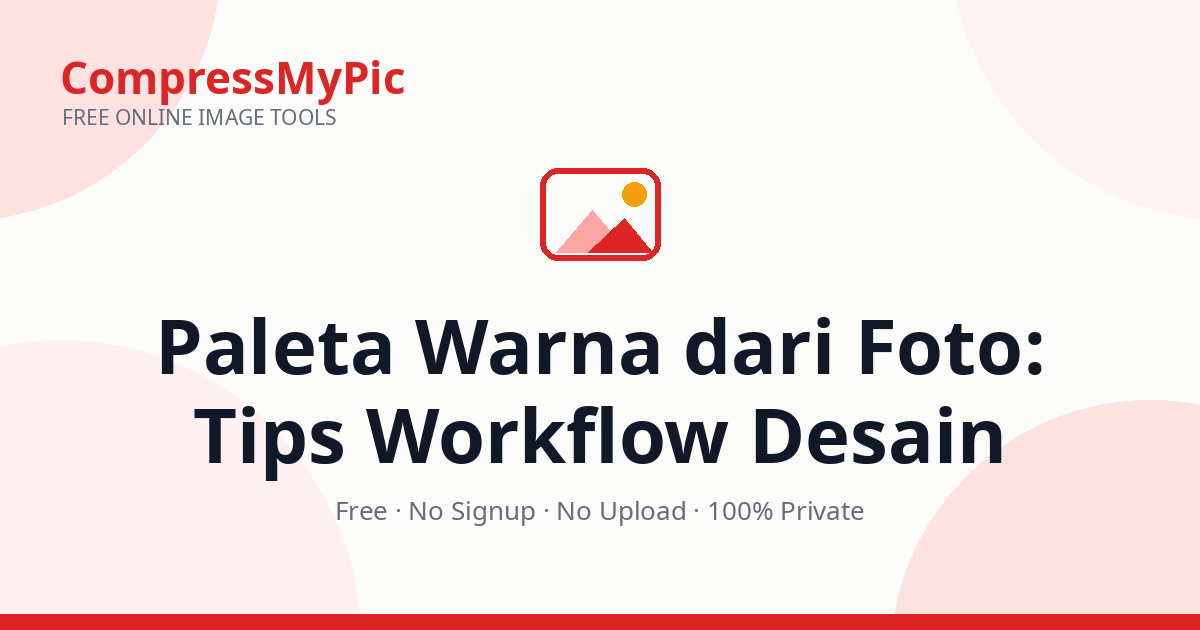 CompressMyPic
FREE ONLINE IMAGE TOOLS
Paleta Warna dari Foto:
Tips Workflow Desain
Free · No Signup · No Upload · 100% Private